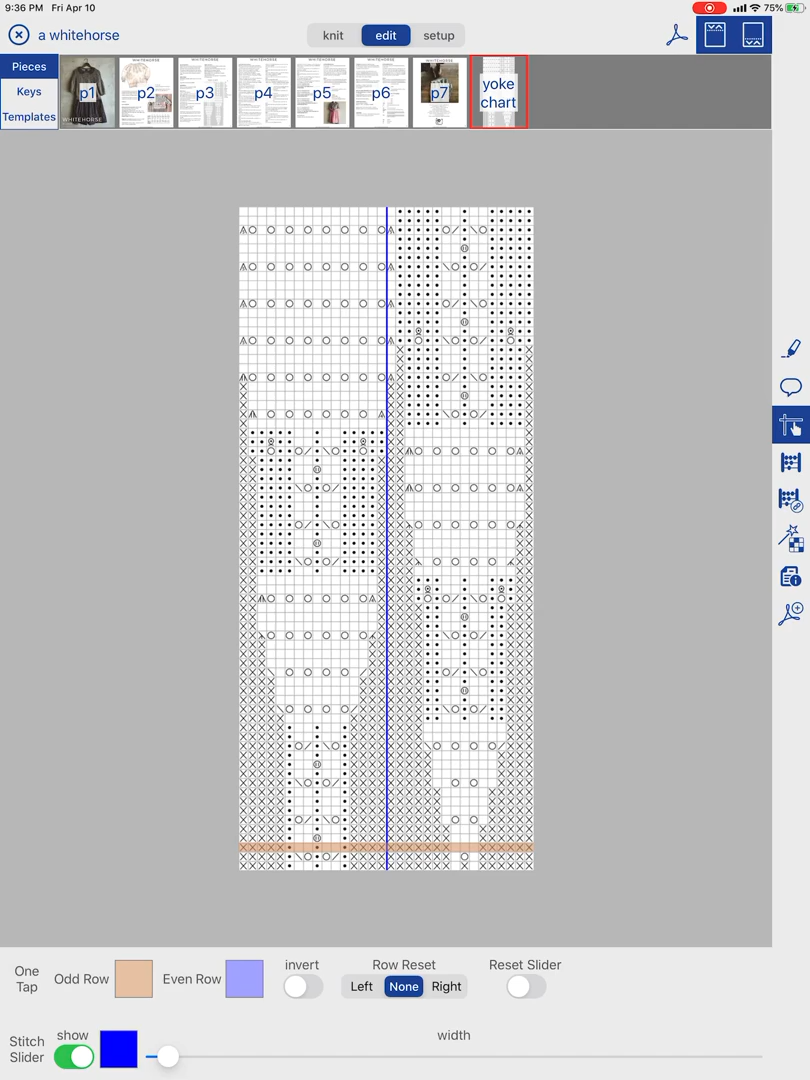 9:36 PM Fri Apr 10 75%
a whitehorse
knit edit setup
Pieces
Keys
Templates
p1
WHITEHORSE
p2
p3
p4
p5
p6
p7
yoke
chart
One
Tap
Odd Row
Even Row
invert
Row Reset
Left None Right
Reset Slider
Stitch
Slider
show
width